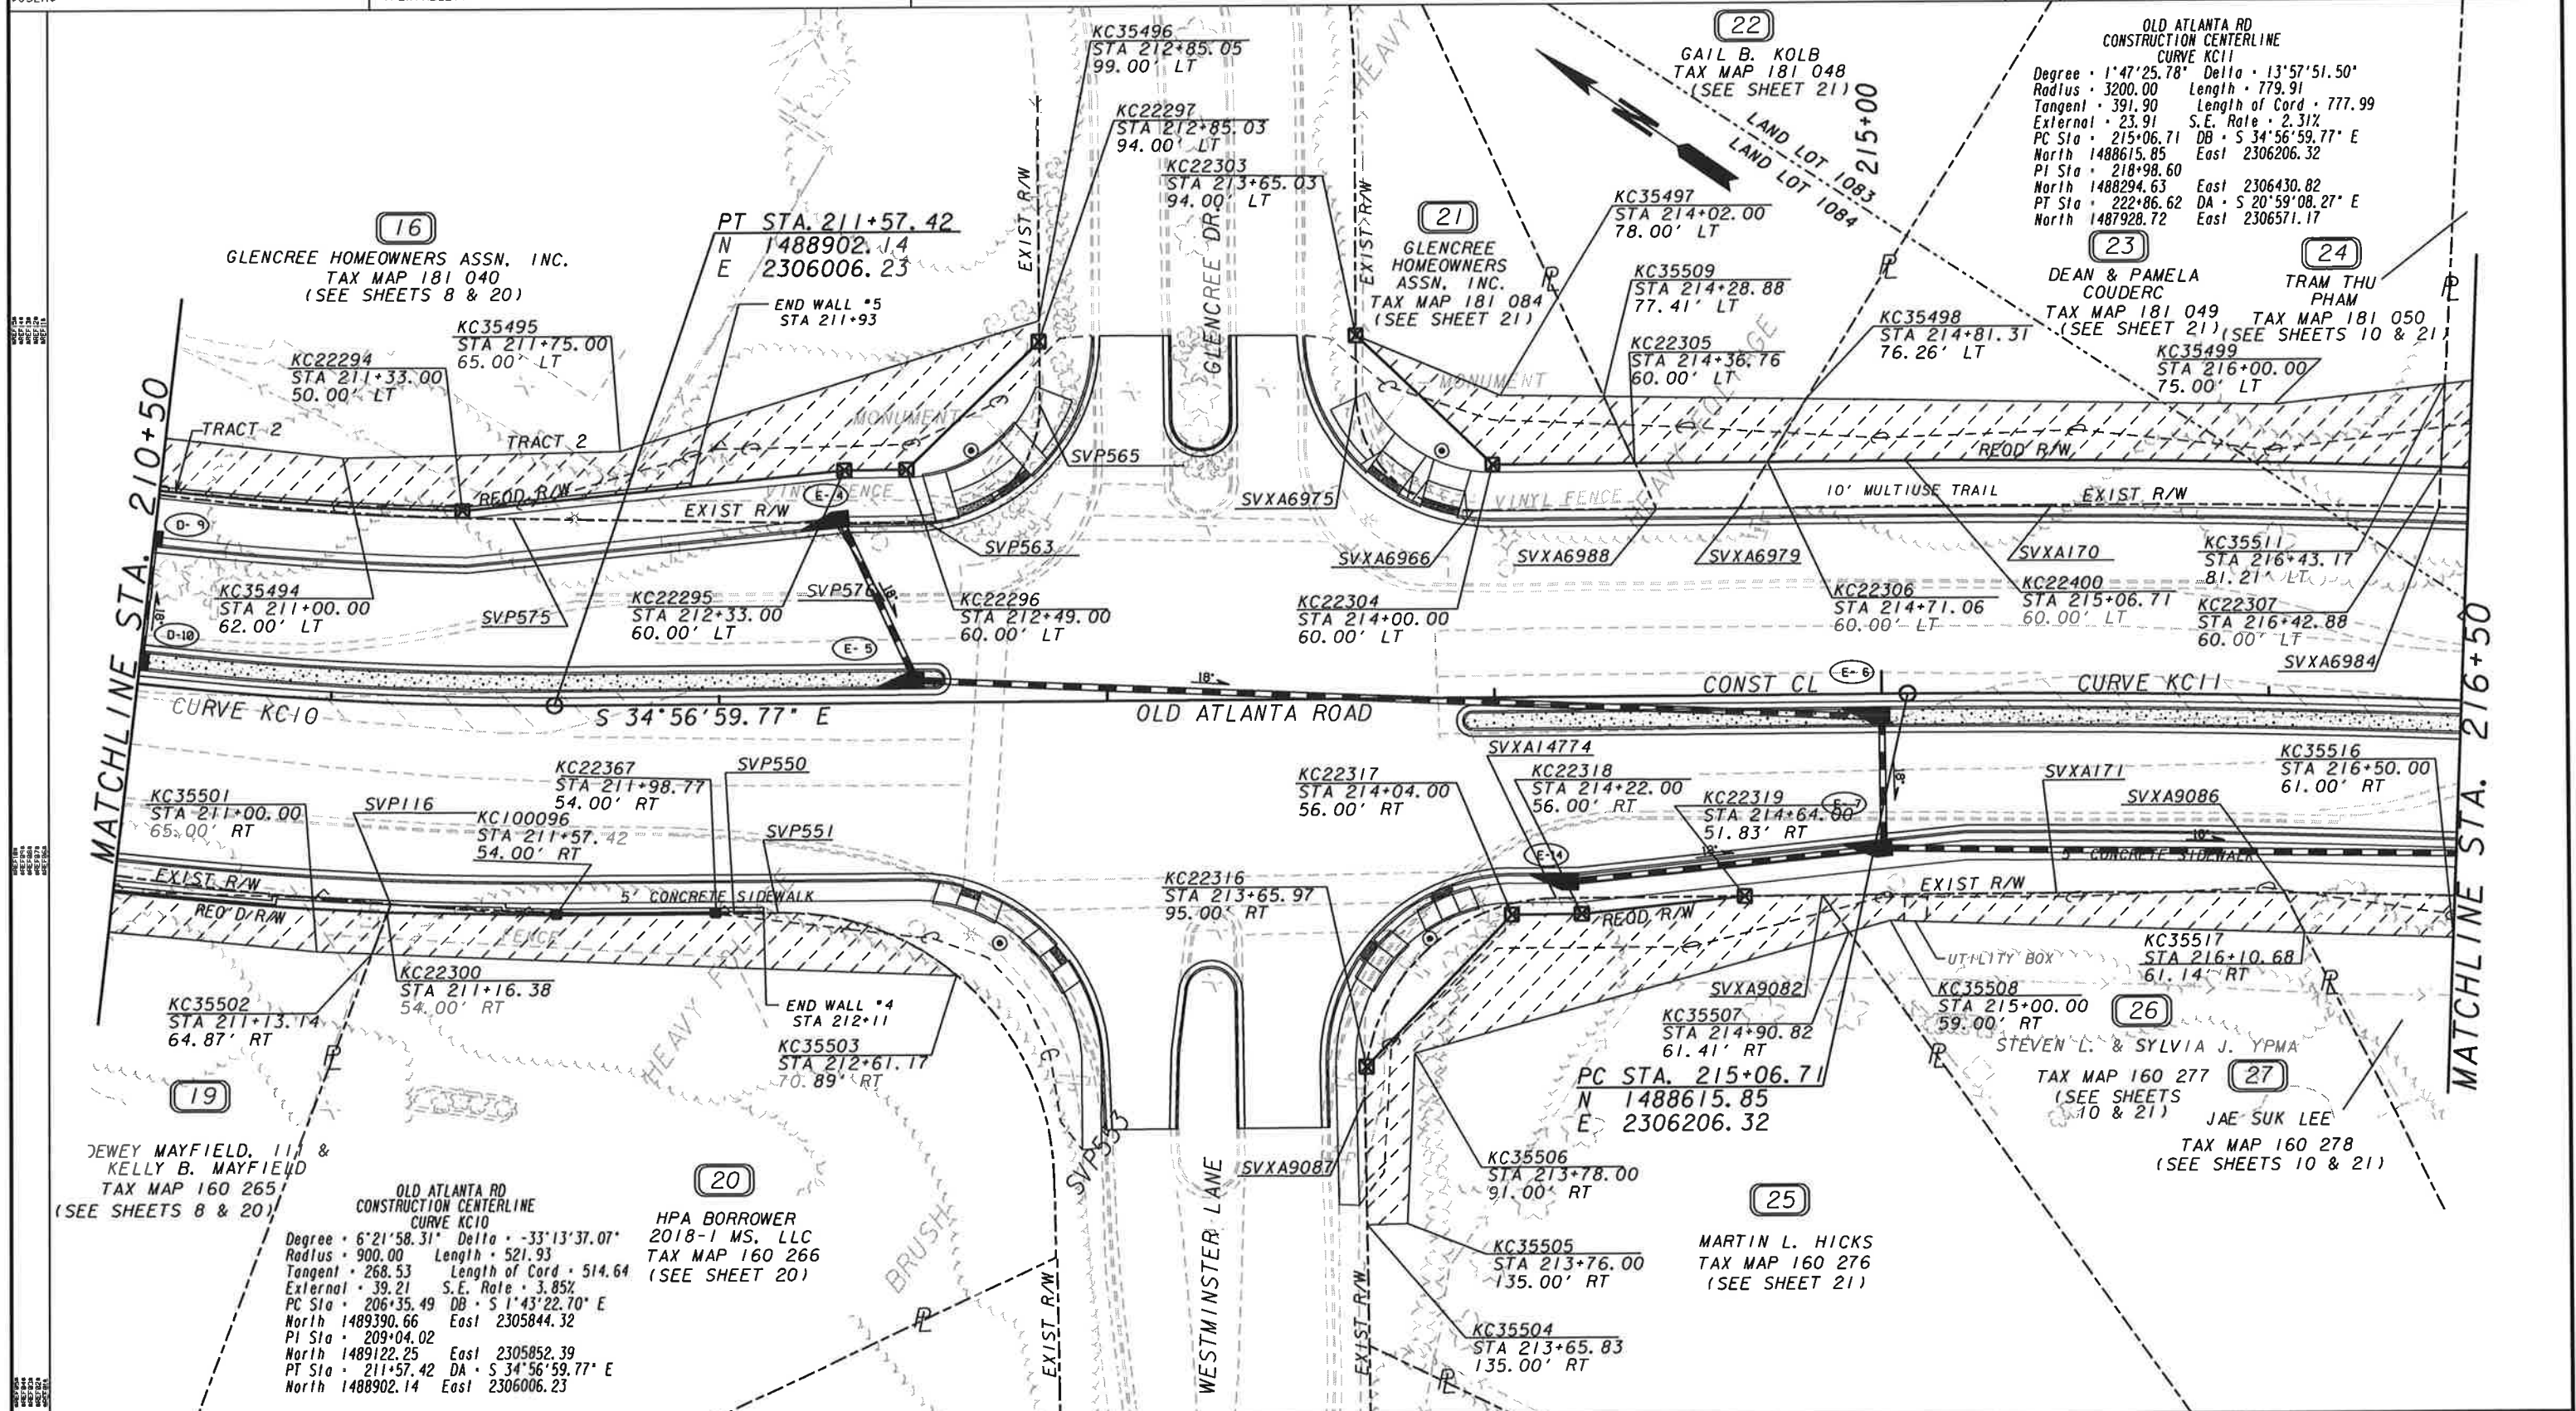 KC35496
STA 212+85.05
99.00' LT
KC22297
STA 212+85.03
94.00' LT
KC22303
STA 213+65.03
94.00' LT
22
GAIL B. KOLB
TAX MAP 181 048
(SEE SHEET 21)
HEAVY
LAND LOT 1083
LAND LOT 1084
N
215+00
OLD ATLANTA RD
CONSTRUCTION CENTERLINE
CURVE KC11
Degree = 1°47'25.78" Delta = 13°57'51.50"
Radius = 3200.00 Length = 779.91
Tangent = 391.90 Length of Cord = 777.99
External = 23.91 S.E. Rate = 2.31%
PC Sta = 215+06.71 DB = S 34°56'59.77" E
North 1488615.85 East 2306206.32
PI Sta = 218+98.60
North 1488294.63 East 2306430.82
PT Sta = 222+86.62 DA = S 20°59'08.27" E
North 1487928.72 East 2306571.17
16
GLENCREE HOMEOWNERS ASSN. INC.
TAX MAP 181 040
(SEE SHEETS 8 & 20)
PT STA. 211+57.42
N 1488902.14
E 2306006.23
END WALL #5
STA 211+93
EXIST R/W
GLENCREE DR.
EXIST R/W
21
GLENCREE
HOMEOWNERS
ASSN. INC.
TAX MAP 181 084
(SEE SHEET 21)
KC35497
STA 214+02.00
78.00' LT
KC35509
STA 214+28.88
77.41' LT
KC22305
STA 214+36.76
60.00' LT
KC35498
STA 214+81.31
76.26' LT
23
DEAN & PAMELA
COUDERC
TAX MAP 181 049
(SEE SHEET 21)
24
TRAM THU
PHAM
TAX MAP 181 050
(SEE SHEETS 10 & 21)
KC35499
STA 216+00.00
75.00' LT
PL
PL
PL
KC22294
STA 211+33.00
50.00' LT
KC35495
STA 211+75.00
65.00' LT
TRACT 2
TRACT 2
MONUMENT
MONUMENT
HEAVY FOLIAGE
REQD R/W
VINYL FENCE
E-4
EXIST R/W
SVP565
SVXA6975
VINYL FENCE
REQD R/W
10' MULTIUSE TRAIL
EXIST R/W
D-9
D-10
18"
KC35494
STA 211+00.00
62.00' LT
SVP575
KC22295
STA 212+33.00
60.00' LT
SVP576
18"
SVP563
KC22296
STA 212+49.00
60.00' LT
SVXA6966
KC22304
STA 214+00.00
60.00' LT
SVXA6988
SVXA6979
SVXA170
KC22306
STA 214+71.06
60.00' LT
KC22400
STA 215+06.71
60.00' LT
KC35511
STA 216+43.17
81.21' LT
KC22307
STA 216+42.88
60.00' LT
SVXA6984
MATCHLINE STA. 210+50
MATCHLINE STA. 216+50
E-5
18"
CURVE KC10
S 34°56'59.77" E
OLD ATLANTA ROAD
CONST CL
E-6
CURVE KC11
KC35501
STA 211+00.00
65.00' RT
SVP116
KC22367
STA 211+98.77
54.00' RT
KC100096
STA 211+57.42
54.00' RT
SVP550
SVP551
SVXA14774
KC22317
STA 214+04.00
56.00' RT
KC22318
STA 214+22.00
56.00' RT
KC22319
STA 214+64.00
51.83' RT
E-7
18"
SVXA171
SVXA9086
KC35516
STA 216+50.00
61.00' RT
EXIST R/W
REQ'D/R/W
5' CONCRETE SIDEWALK
FENCE
HEAVY
KC22316
STA 213+65.97
95.00' RT
E-14
18"
18"
5' CONCRETE SIDEWALK
REQD R/W
EXIST R/W
KC35502
STA 211+13.14
64.87' RT
KC22300
STA 211+16.38
54.00' RT
END WALL #4
STA 212+11
KC35503
STA 212+61.17
70.89' RT
SVXA9082
KC35507
STA 214+90.82
61.41' RT
PC STA. 215+06.71
N 1488615.85
E 2306206.32
UTILITY BOX
KC35508
STA 215+00.00
59.00' RT
KC35517
STA 216+10.68
61.14' RT
26
STEVEN L. & SYLVIA J. YPMA
TAX MAP 160 277
(SEE SHEETS
10 & 21)
27
JAE SUK LEE
TAX MAP 160 278
(SEE SHEETS 10 & 21)
PL
PL
PL
19
DEWEY MAYFIELD, III &
KELLY B. MAYFIELD
TAX MAP 160 265
(SEE SHEETS 8 & 20)
OLD ATLANTA RD
CONSTRUCTION CENTERLINE
CURVE KC10
Degree = 6°21'58.31" Delta = -33°13'37.07"
Radius = 900.00 Length = 521.93
Tangent = 268.53 Length of Cord = 514.64
External = 39.21 S.E. Rate = 3.85%
PC Sta = 206+35.49 DB = S 1°43'22.70" E
North 1489390.66 East 2305844.32
PI Sta = 209+04.02
North 1489122.25 East 2305852.39
PT Sta = 211+57.42 DA = S 34°56'59.77" E
North 1488902.14 East 2306006.23
20
HPA BORROWER
2018-1 MS, LLC
TAX MAP 160 266
(SEE SHEET 20)
BRUSH
PL
EXIST R/W
SVP553
WESTMINSTER LANE
SVXA9087
EXIST R/W
KC35506
STA 213+78.00
91.00' RT
KC35505
STA 213+76.00
135.00' RT
KC35504
STA 213+65.83
135.00' RT
PL
25
MARTIN L. HICKS
TAX MAP 160 276
(SEE SHEET 21)